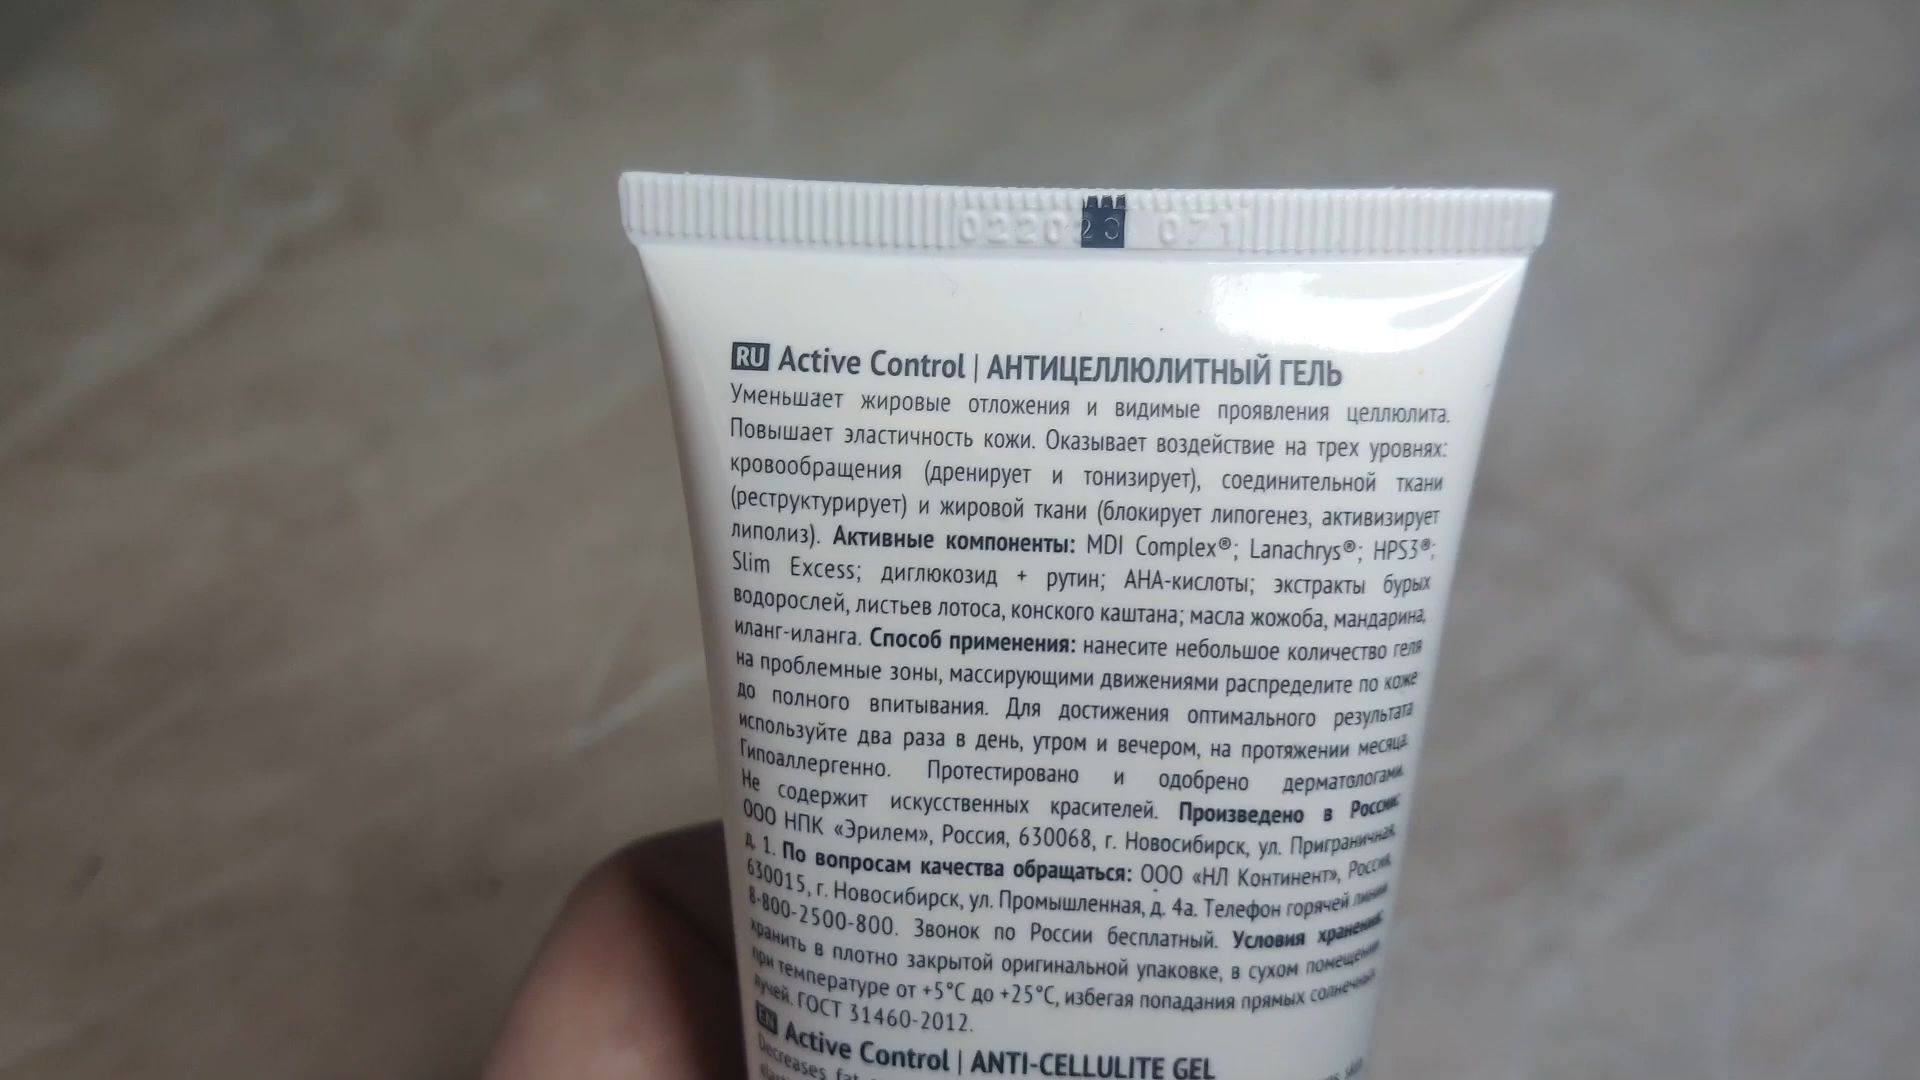 022023 071
RU Active Control | АНТИЦЕЛЛЮЛИТНЫЙ ГЕЛЬ
Уменьшает жировые отложения и видимые проявления целлюлита.
Повышает эластичность кожи. Оказывает воздействие на трех уровнях:
кровообращения (дренирует и тонизирует), соединительной ткани
(реструктурирует) и жировой ткани (блокирует липогенез, активизирует
липолиз). Активные компоненты: MDI Complex®; Lanachrys®; HPS3®;
Slim Excess; диглюкозид + рутин; АНА-кислоты; экстракты бурых
водорослей, листьев лотоса, конского каштана; масла жожоба, мандарина,
иланг-иланга. Способ применения: нанесите небольшое количество геля
на проблемные зоны, массирующими движениями распределите по коже
до полного впитывания. Для достижения оптимального результата
используйте два раза в день, утром и вечером, на протяжении месяца.
Гипоаллергенно. Протестировано и одобрено дерматологами.
Не содержит искусственных красителей. Произведено в России:
ООО НПК «Эрилем», Россия, 630068, г. Новосибирск, ул. Приграничная,
д. 1. По вопросам качества обращаться: ООО «НЛ Континент», Россия,
630015, г. Новосибирск, ул. Промышленная, д. 4а. Телефон горячей линии
8-800-2500-800. Звонок по России бесплатный. Условия хранения:
хранить в плотно закрытой оригинальной упаковке, в сухом помещении
при температуре от +5°C до +25°C, избегая попадания прямых солнечных
лучей. ГОСТ 31460-2012.
EN Active Control | ANTI-CELLULITE GEL
Decreases fat